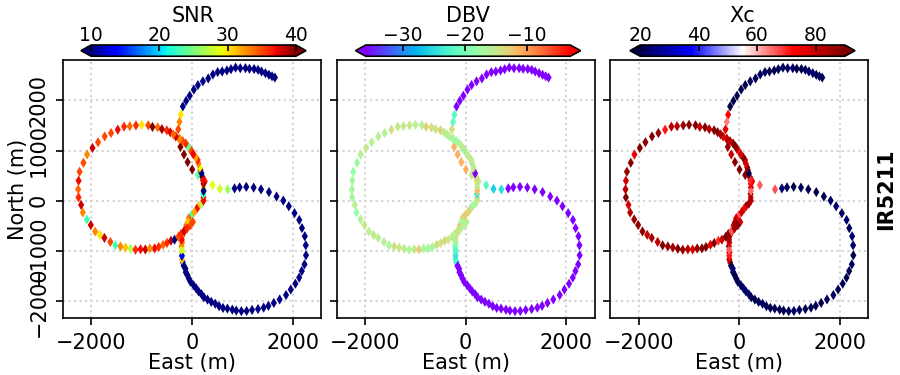 SNR
10 20 30 40
DBV
−30 −20 −10
Xc
20 40 60 80
North (m)
2000
1000
0
−1000
−2000
−2000 0 2000
East (m)
−2000 0 2000
East (m)
−2000 0 2000
East (m)
IR5211